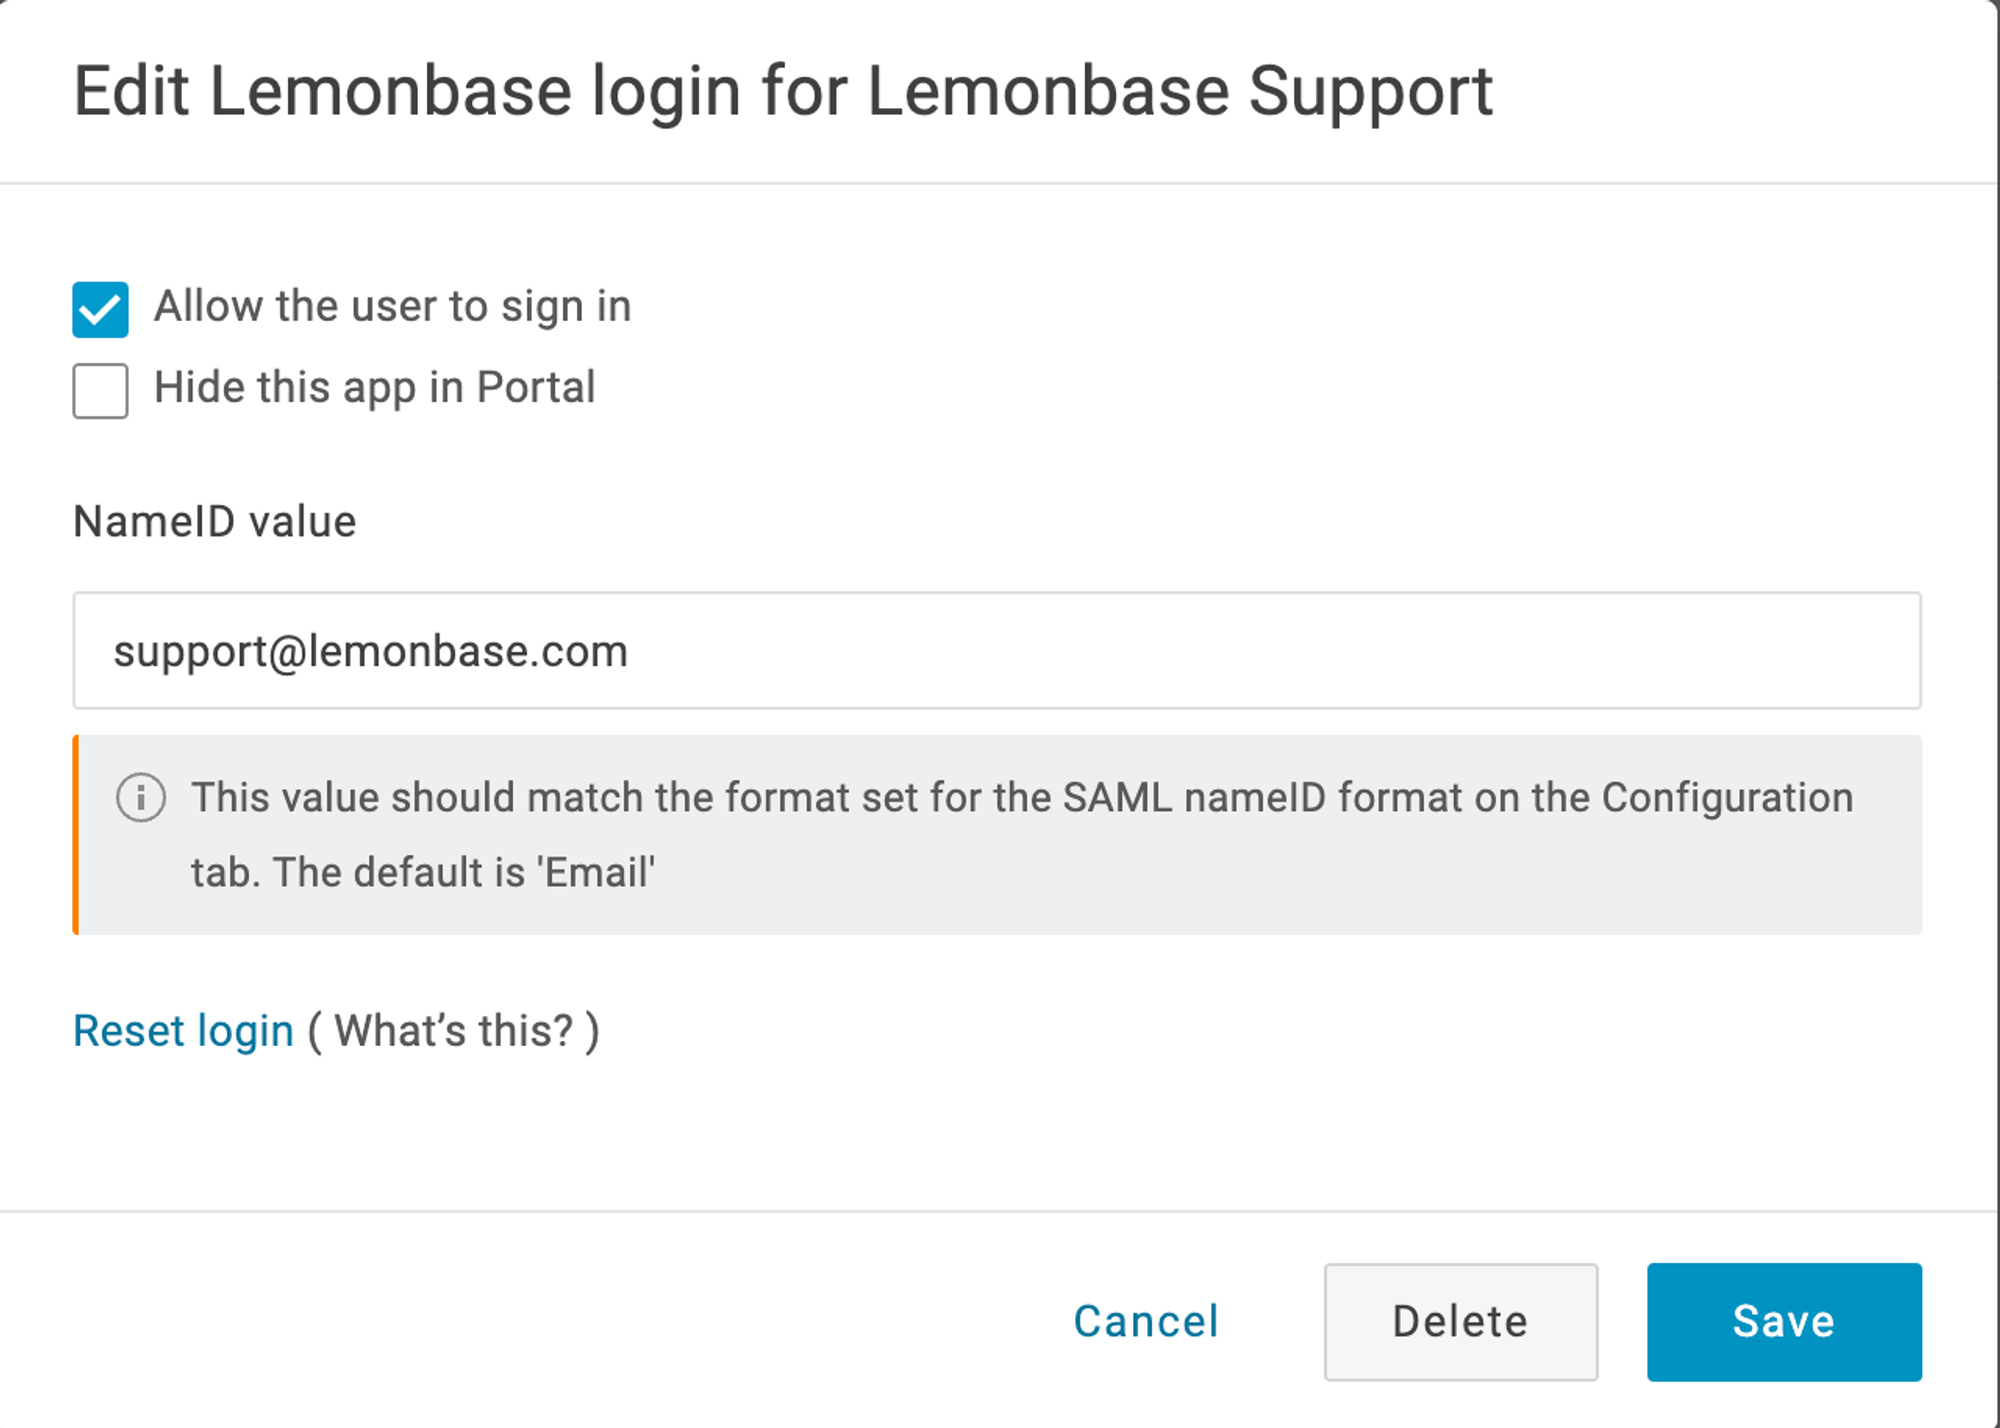 Edit Lemonbase login for Lemonbase Support
Allow the user to sign in
Hide this app in Portal
NameID value
support@lemonbase.com
This value should match the format set for the SAML nameID format on the Configuration
tab. The default is 'Email'
Reset login ( What’s this? )
Cancel
Delete
Save